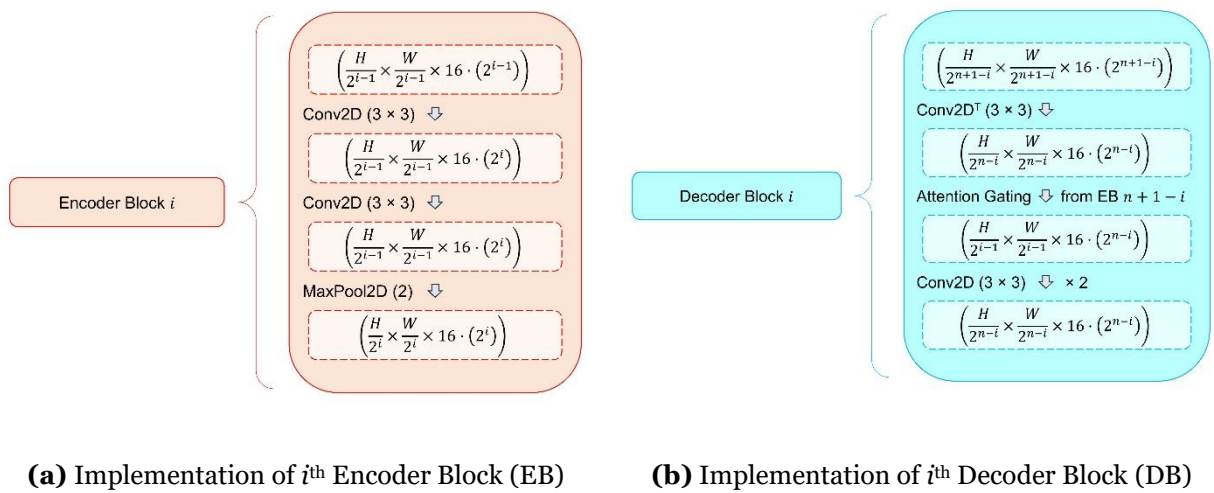 Encoder Block i
(H/2^{i-1} × W/2^{i-1} × 16 · (2^{i-1}))
Conv2D (3 × 3)
(H/2^{i-1} × W/2^{i-1} × 16 · (2^i))
Conv2D (3 × 3)
(H/2^{i-1} × W/2^{i-1} × 16 · (2^i))
MaxPool2D (2)
(H/2^i × W/2^i × 16 · (2^i))
(a) Implementation of i^{th} Encoder Block (EB)
Decoder Block i
(H/2^{n+1-i} × W/2^{n+1-i} × 16 · (2^{n+1-i}))
Conv2D^T (3 × 3)
(H/2^{n-i} × W/2^{n-i} × 16 · (2^{n-i}))
Attention Gating from EB n + 1 − i
(H/2^{i-1} × W/2^{i-1} × 16 · (2^{n-i}))
Conv2D (3 × 3) × 2
(H/2^{n-i} × W/2^{n-i} × 16 · (2^{n-i}))
(b) Implementation of i^{th} Decoder Block (DB)